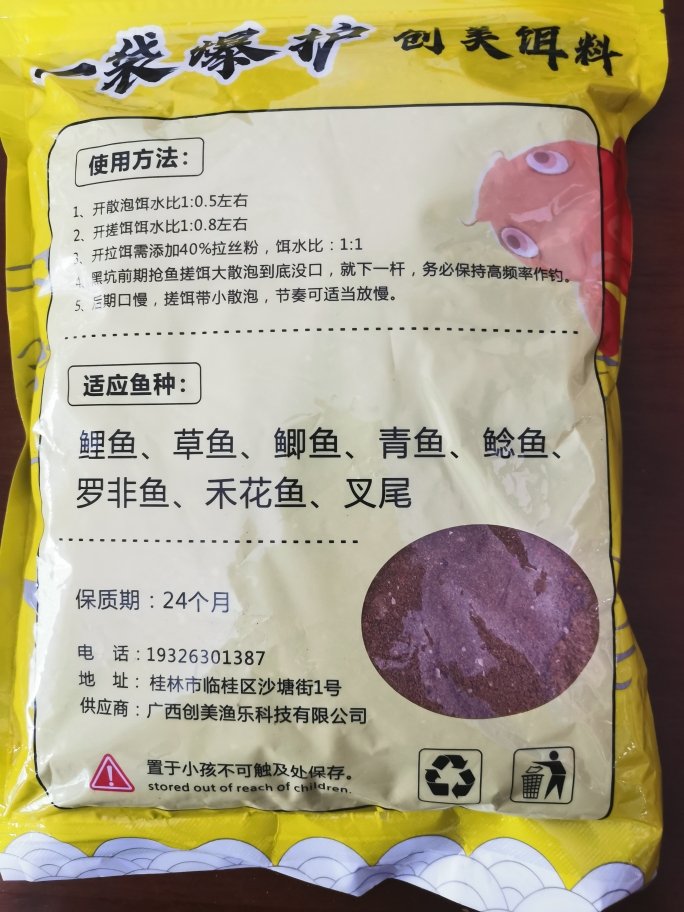 一袋爆护 创美饵料
使用方法：
1、开散泡饵水比1:0.5左右
2、开搓饵饵水比1:0.8左右
3、开拉饵需添加40%拉丝粉，饵水比：1:1
4、黑坑前期抢鱼搓饵大散泡到底没口，就下一杆，务必保持高频率作钓。
5、后期口慢，搓饵带小散泡，节奏可适当放慢。
适应鱼种：
鲤鱼、草鱼、鲫鱼、青鱼、鲶鱼、
罗非鱼、禾花鱼、叉尾
保质期：24个月
电 话：19326301387
地 址：桂林市临桂区沙塘街1号
供应商：广西创美渔乐科技有限公司
置于小孩不可触及处保存。
stored out of reach of children.